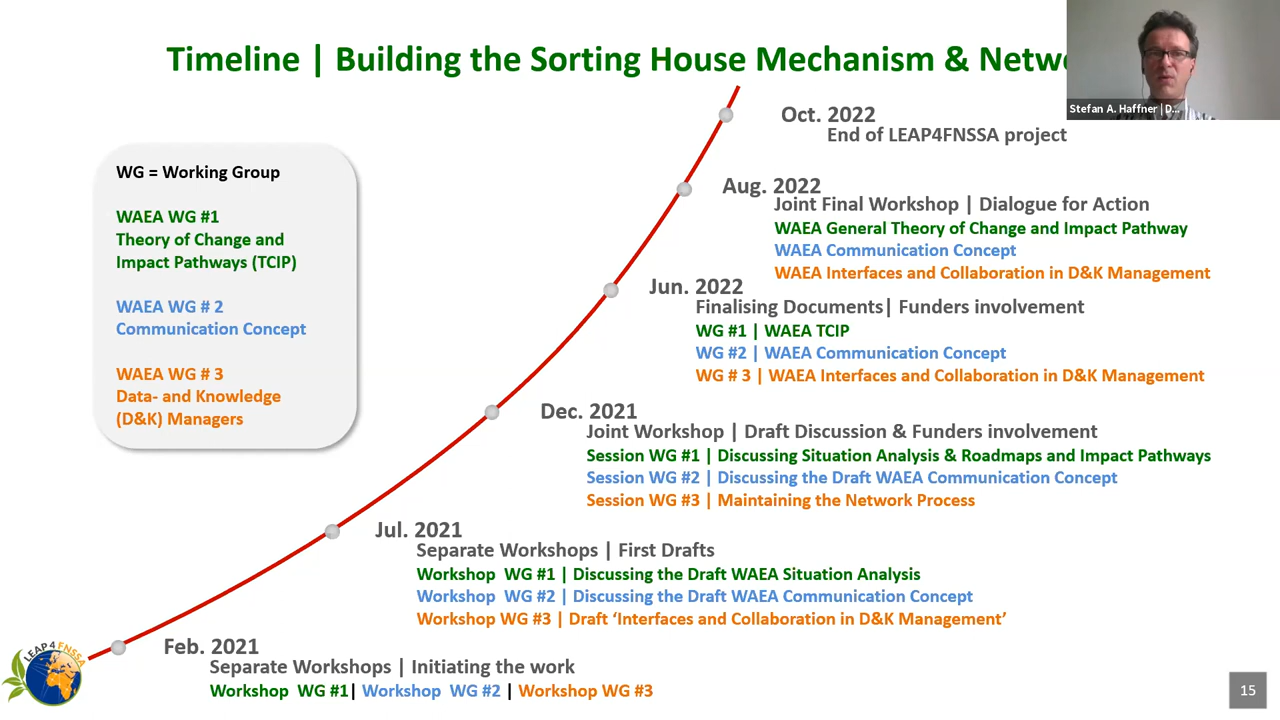 Timeline | Building the Sorting House Mechanism & Netw
Stefan A. Haffner | D...
Oct. 2022
End of LEAP4FNSSA project
WG = Working Group
WAEA WG #1
Theory of Change and
Impact Pathways (TCIP)
WAEA WG # 2
Communication Concept
WAEA WG # 3
Data- and Knowledge
(D&K) Managers
Aug. 2022
Joint Final Workshop | Dialogue for Action
WAEA General Theory of Change and Impact Pathway
WAEA Communication Concept
WAEA Interfaces and Collaboration in D&K Management
Jun. 2022
Finalising Documents| Funders involvement
WG #1 | WAEA TCIP
WG #2 | WAEA Communication Concept
WG # 3 | WAEA Interfaces and Collaboration in D&K Management
Dec. 2021
Joint Workshop | Draft Discussion & Funders involvement
Session WG #1 | Discussing Situation Analysis & Roadmaps and Impact Pathways
Session WG #2 | Discussing the Draft WAEA Communication Concept
Session WG #3 | Maintaining the Network Process
Jul. 2021
Separate Workshops | First Drafts
Workshop WG #1 | Discussing the Draft WAEA Situation Analysis
Workshop WG #2 | Discussing the Draft WAEA Communication Concept
Workshop WG #3 | Draft ‘Interfaces and Collaboration in D&K Management’
Feb. 2021
Separate Workshops | Initiating the work
Workshop WG #1| Workshop WG #2 | Workshop WG #3
LEAP4FNSSA
15